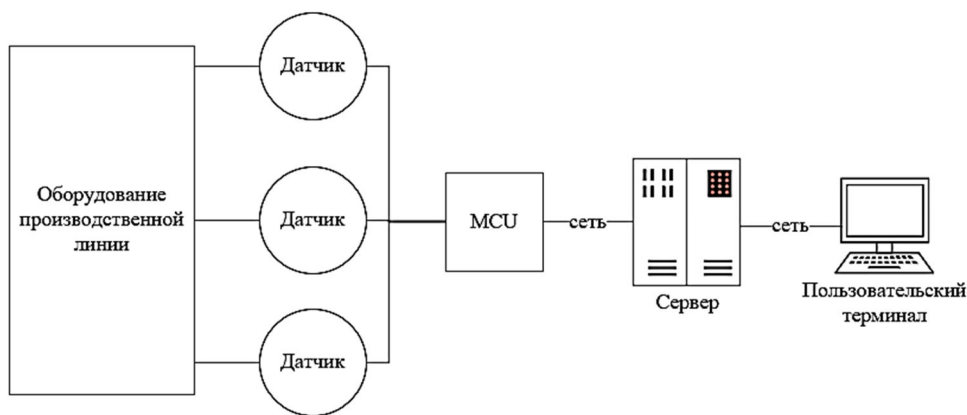 Оборудование
производственной
линии
Датчик
Датчик
Датчик
MCU
сеть
Сервер
сеть
Пользовательский
терминал